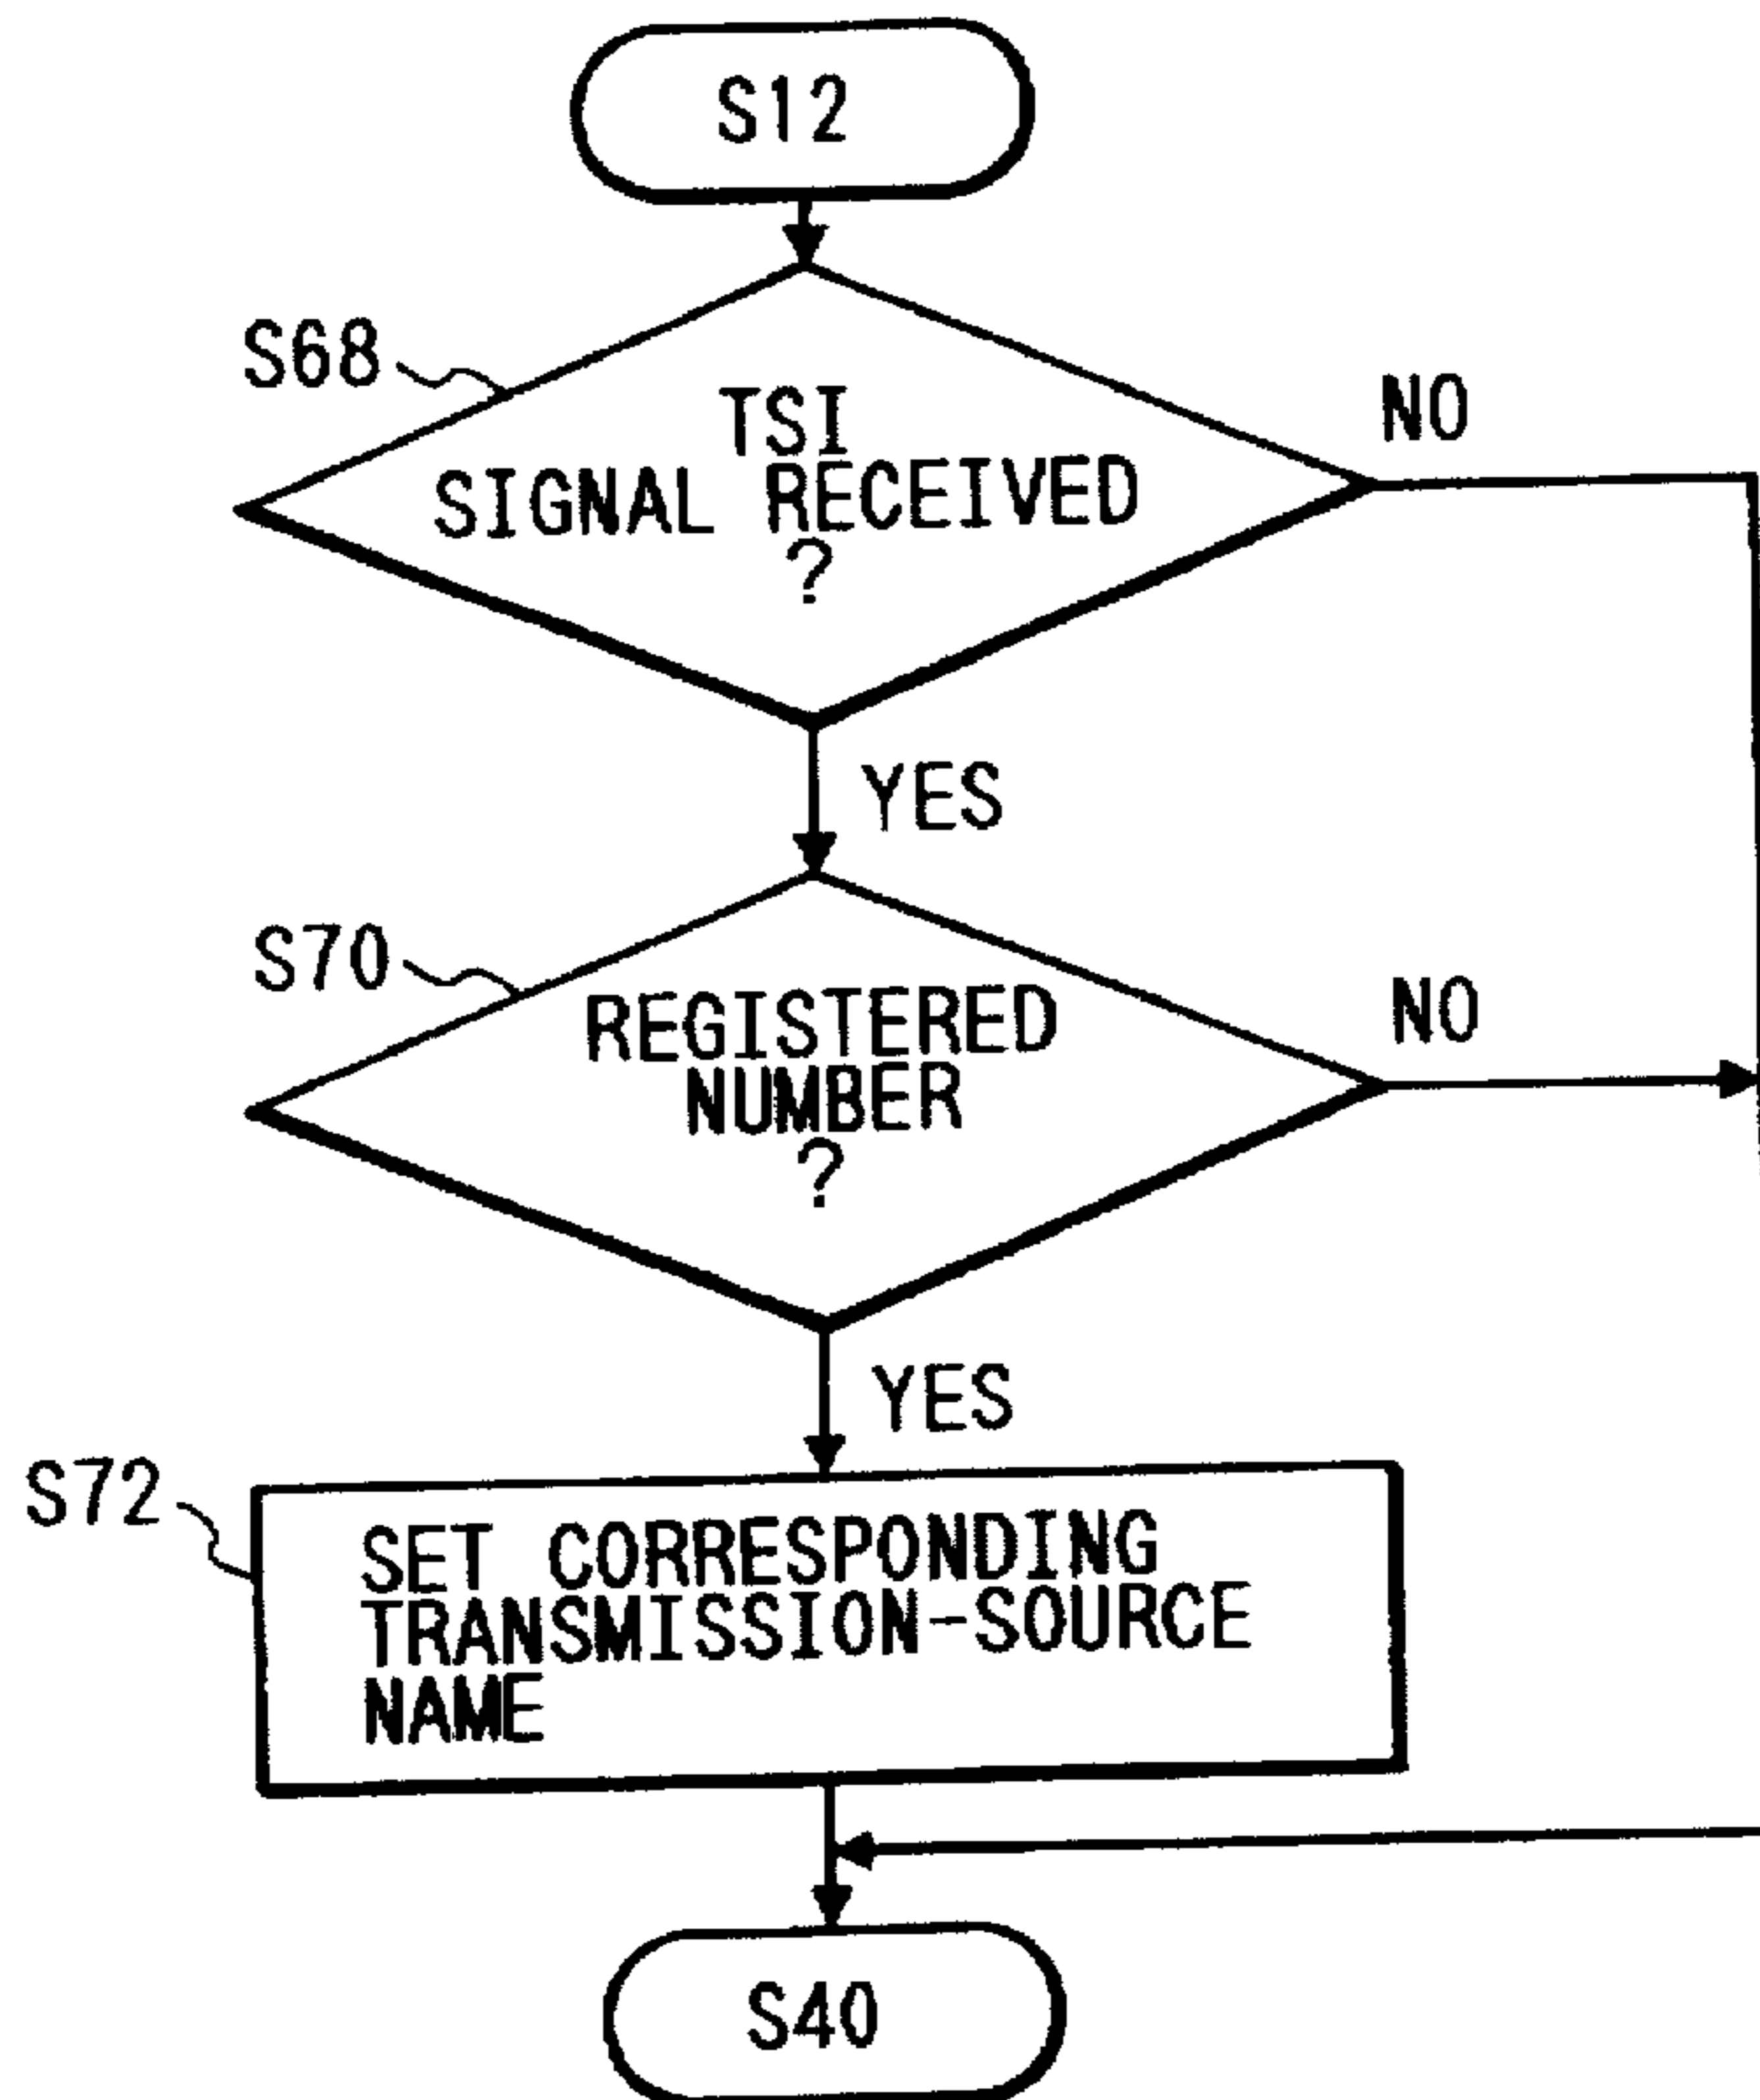 S12
S68
TSI
SIGNAL RECEIVED
?
NO
YES
S70
REGISTERED
NUMBER
?
NO
YES
S72
SET CORRESPONDING
TRANSMISSION-SOURCE
NAME
S40